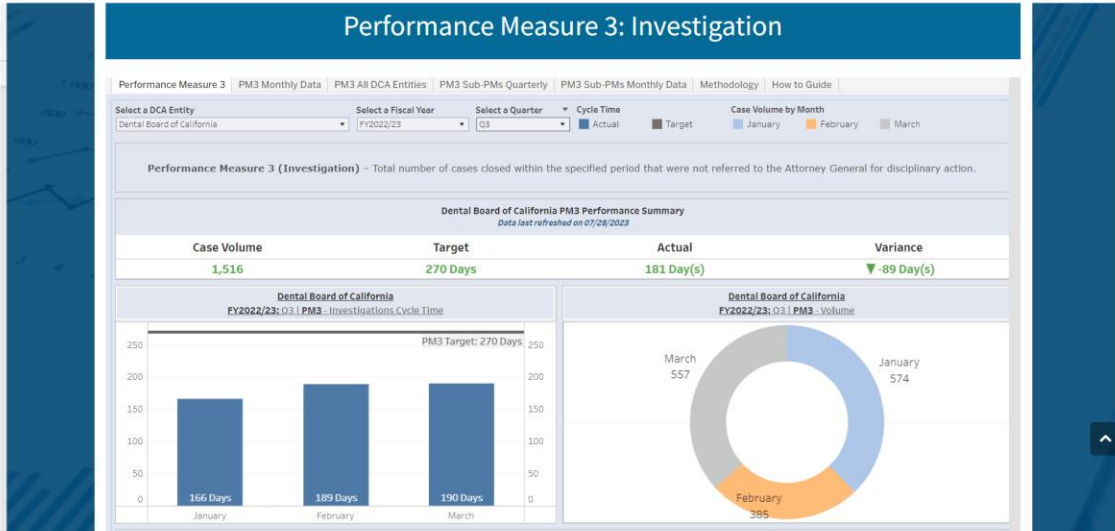 Performance Measure 3: Investigation
Performance Measure 3 PM3 Monthly Data PM3 All DCA Entities PM3 Sub-PMs Quarterly PM3 Sub-PMs Monthly Data Methodology How to Guide
Select a DCA Entity Select a Fiscal Year Select a Quarter Cycle Time Case Volume by Month
Dental Board of California FY2022/23 Q3 Actual Target January February March
Performance Measure 3 (Investigation) – Total number of cases closed within the specified period that were not referred to the Attorney General for disciplinary action.
Dental Board of California PM3 Performance Summary
Data last refreshed on 07/28/2023
Case Volume Target Actual Variance
1,516 270 Days 181 Day(s) ▼ -89 Day(s)
Dental Board of California
FY2022/23: Q3 | PM3 - Investigations Cycle Time
PM3 Target: 270 Days
250 250
200 200
150 150
100 100
50 50
0 0
166 Days 189 Days 190 Days
January February March
Dental Board of California
FY2022/23: Q3 | PM3 - Volume
March
557
January
574
February
385